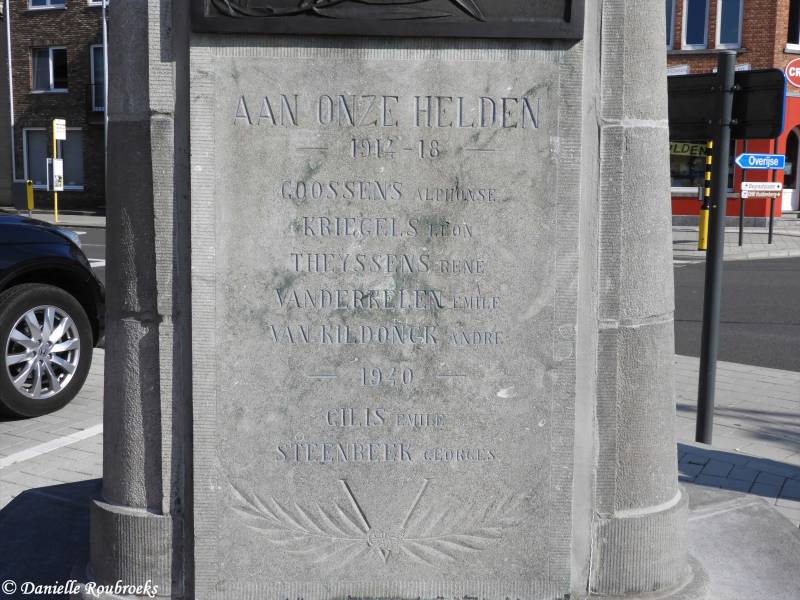 AAN ONZE HELDEN
1914-18
GOOSSENS ALPHONSE
KRIEGELS LEON
THEYSSENS RENE
VANDERKELEN EMILE
VAN KILDONCK ANDRE
1940
GILIS EMILE
STEENBEEK GEORGES
CR
Overijse
© Danielle Roubroeks